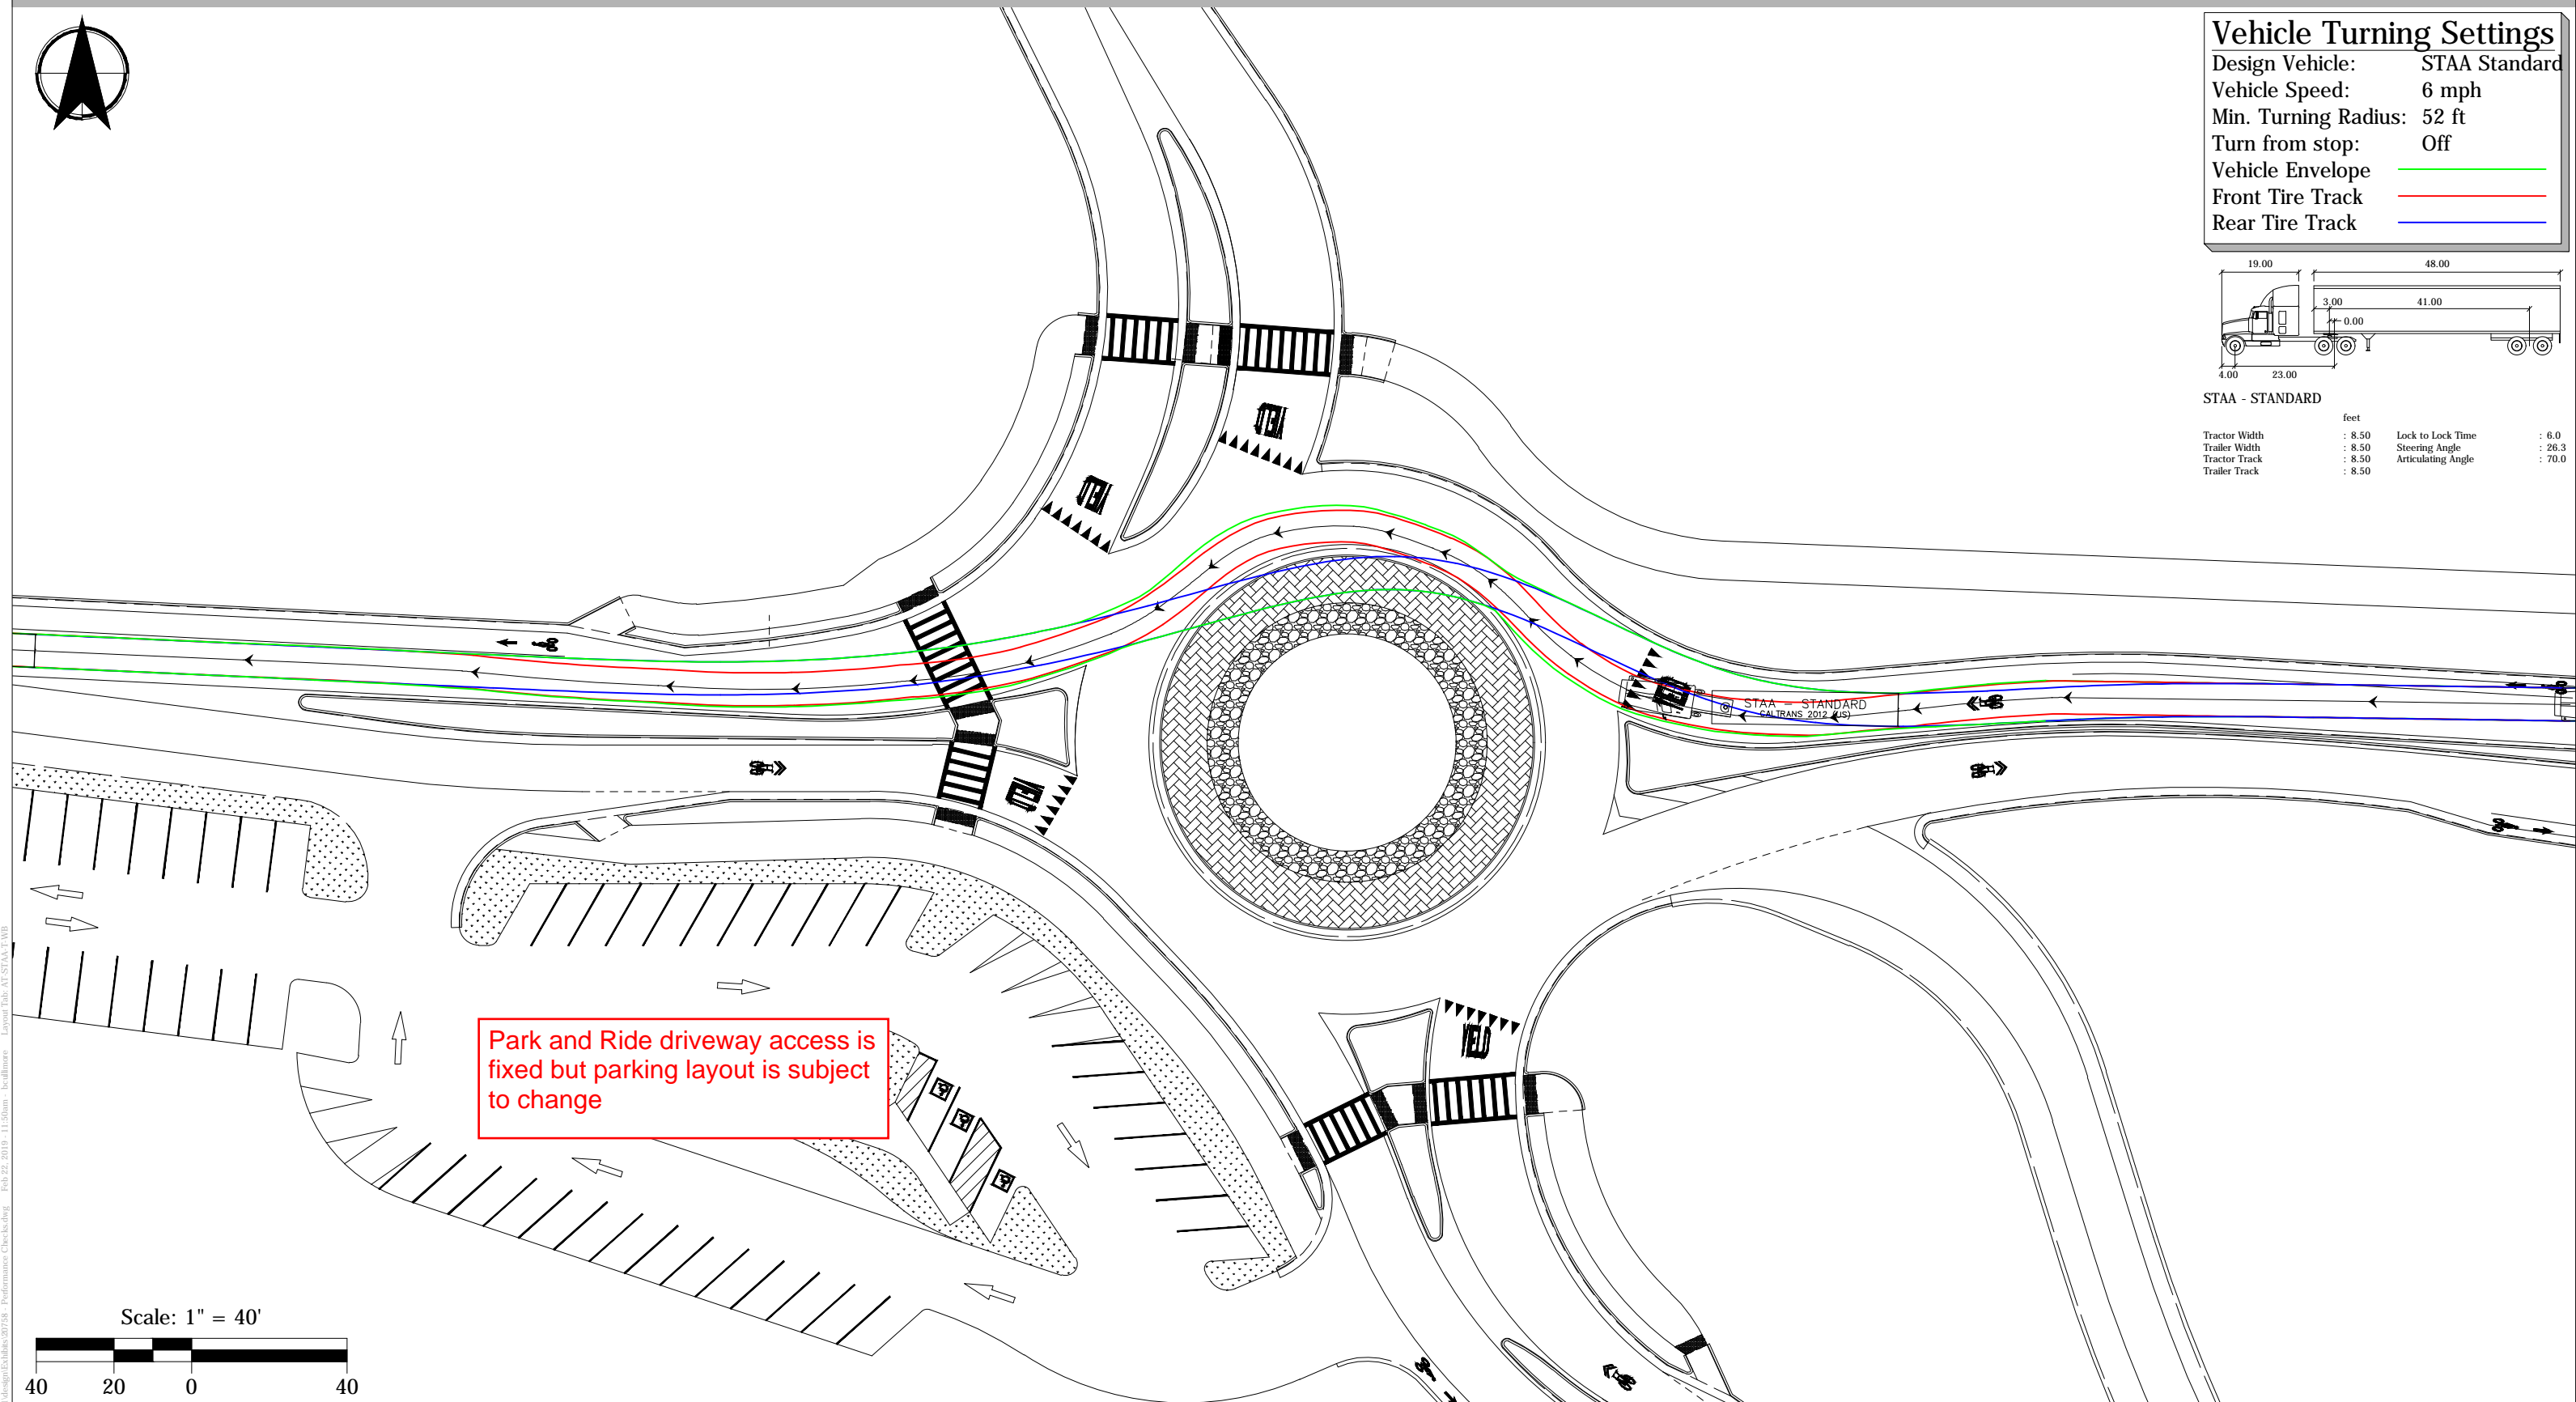 Vehicle Turning Settings
Design Vehicle: STAA Standard
Vehicle Speed: 6 mph
Min. Turning Radius: 52 ft
Turn from stop: Off
Vehicle Envelope
Front Tire Track
Rear Tire Track
19.00 48.00
3.00 41.00
0.00
4.00 23.00
STAA - STANDARD
feet
Tractor Width : 8.50 Lock to Lock Time : 6.0
Trailer Width : 8.50 Steering Angle : 26.3
Tractor Track : 8.50 Articulating Angle : 70.0
Trailer Track : 8.50
STAA - STANDARD
CALTRANS 2012 (US)
Park and Ride driveway access is
fixed but parking layout is subject
to change
Scale: 1" = 40'
40 20 0 40